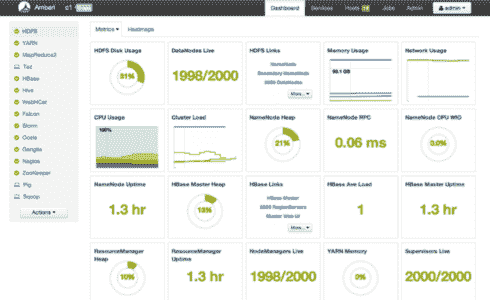 Ambari c1
Dashboard Services Hosts Jobs Admin admin
HDFS
YARN
MapReduce2
Tez
HBase
Hive
WebHCat
Falcon
Storm
Oozie
Ganglia
Nagios
ZooKeeper
Pig
Sqoop
Actions
Metrics Heatmaps
HDFS Disk Usage
31%
DataNodes Live
1998/2000
HDFS Links
NameNode
Secondary NameNode
2000 DataNodes
More...
Memory Usage
Network Usage
CPU Usage
100%
Cluster Load
NameNode Heap
21%
NameNode RPC
0.06 ms
NameNode CPU WIO
0.0%
NameNode Uptime
1.3 hr
HBase Master Heap
13%
HBase Links
HBase Master
RegionServers
Master Web UI
More...
HBase Ave Load
1
HBase Master Uptime
1.3 hr
ResourceManager
Heap
10%
ResourceManager
Uptime
1.3 hr
NodeManagers Live
1998/2000
YARN Memory
0%
Supervisors Live
2000/2000